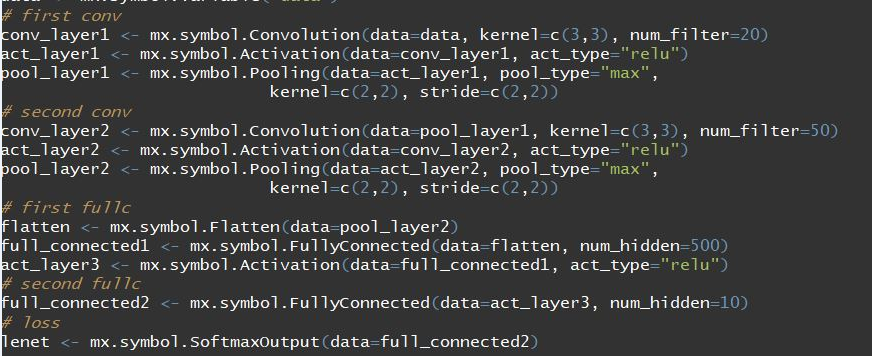 # first conv
conv_layer1 <- mx.symbol.Convolution(data=data, kernel=c(3,3), num_filter=20)
act_layer1 <- mx.symbol.Activation(data=conv_layer1, act_type="relu")
pool_layer1 <- mx.symbol.Pooling(data=act_layer1, pool_type="max",
kernel=c(2,2), stride=c(2,2))
# second conv
conv_layer2 <- mx.symbol.Convolution(data=pool_layer1, kernel=c(3,3), num_filter=50)
act_layer2 <- mx.symbol.Activation(data=conv_layer2, act_type="relu")
pool_layer2 <- mx.symbol.Pooling(data=act_layer2, pool_type="max",
kernel=c(2,2), stride=c(2,2))
# first fullc
flatten <- mx.symbol.Flatten(data=pool_layer2)
full_connected1 <- mx.symbol.FullyConnected(data=flatten, num_hidden=500)
act_layer3 <- mx.symbol.Activation(data=full_connected1, act_type="relu")
# second fullc
full_connected2 <- mx.symbol.FullyConnected(data=act_layer3, num_hidden=10)
# loss
lenet <- mx.symbol.SoftmaxOutput(data=full_connected2)